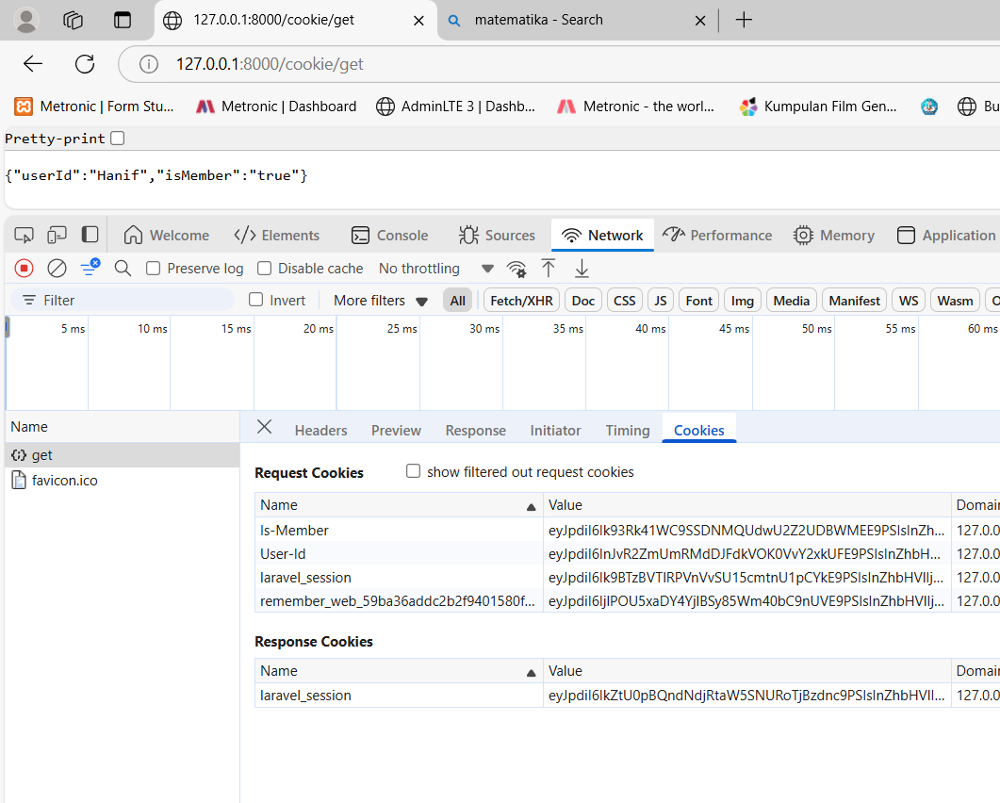 127.0.0.1:8000/cookie/get
matematika - Search
127.0.0.1:8000/cookie/get
Metronic | Form Stu...
Metronic | Dashboard
AdminLTE 3 | Dashb...
Metronic - the worl...
Kumpulan Film Gen...
Bu
Pretty-print
{"userId":"Hanif","isMember":"true"}
Welcome
Elements
Console
Sources
Network
Performance
Memory
Application
Preserve log
Disable cache
No throttling
Filter
Invert
More filters
All
Fetch/XHR
Doc
CSS
JS
Font
Img
Media
Manifest
WS
Wasm
5 ms
10 ms
15 ms
20 ms
25 ms
30 ms
35 ms
40 ms
45 ms
50 ms
55 ms
60 ms
Name
get
favicon.ico
Headers
Preview
Response
Initiator
Timing
Cookies
Request Cookies
show filtered out request cookies
Name
Value
Domain
Is-Member
127.0.0
User-Id
127.0.0
laravel_session
127.0.0
remember_web_59ba36addc2b2f9401580f...
127.0.0
Response Cookies
Name
Value
Domain
laravel_session
127.0.0